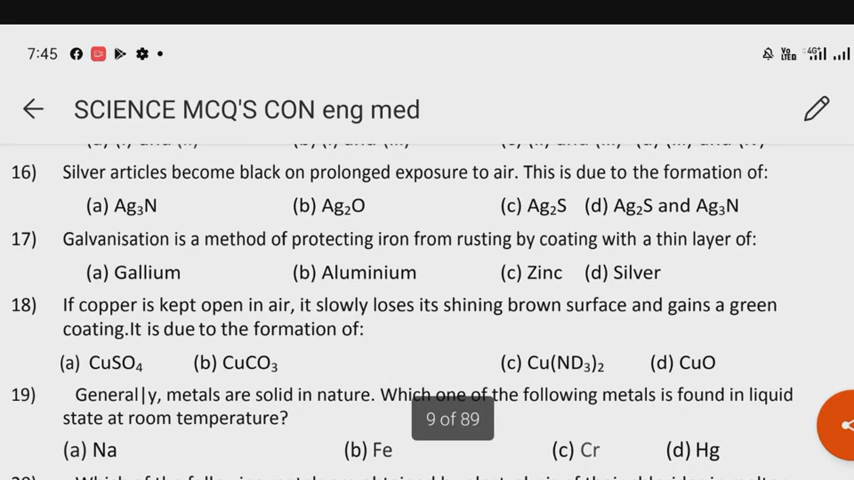 7:45
Vo LTE 4G+
SCIENCE MCQ'S CON eng med
16) Silver articles become black on prolonged exposure to air. This is due to the formation of:
(a) Ag₃N (b) Ag₂O (c) Ag₂S (d) Ag₂S and Ag₃N
17) Galvanisation is a method of protecting iron from rusting by coating with a thin layer of:
(a) Gallium (b) Aluminium (c) Zinc (d) Silver
18) If copper is kept open in air, it slowly loses its shining brown surface and gains a green
coating.It is due to the formation of:
(a) CuSO₄ (b) CuCO₃ (c) Cu(ND₃)₂ (d) CuO
19) General|y, metals are solid in nature. Which one of the following metals is found in liquid
state at room temperature?
9 of 89
(a) Na (b) Fe (c) Cr (d) Hg